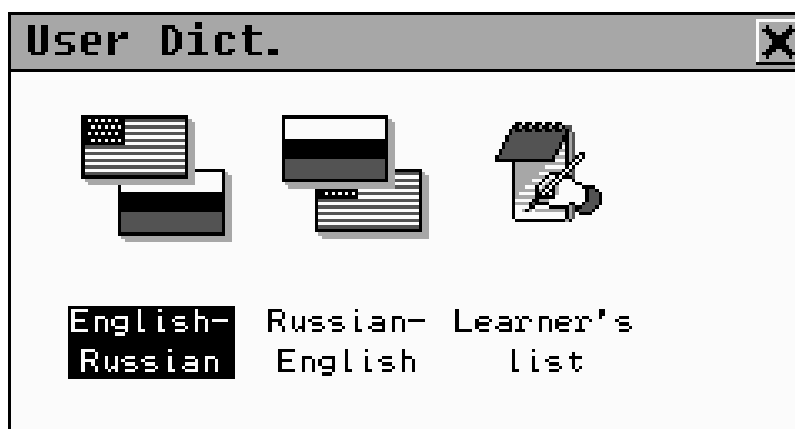 User Dict.
English-
Russian
Russian-
English
Learner's
list